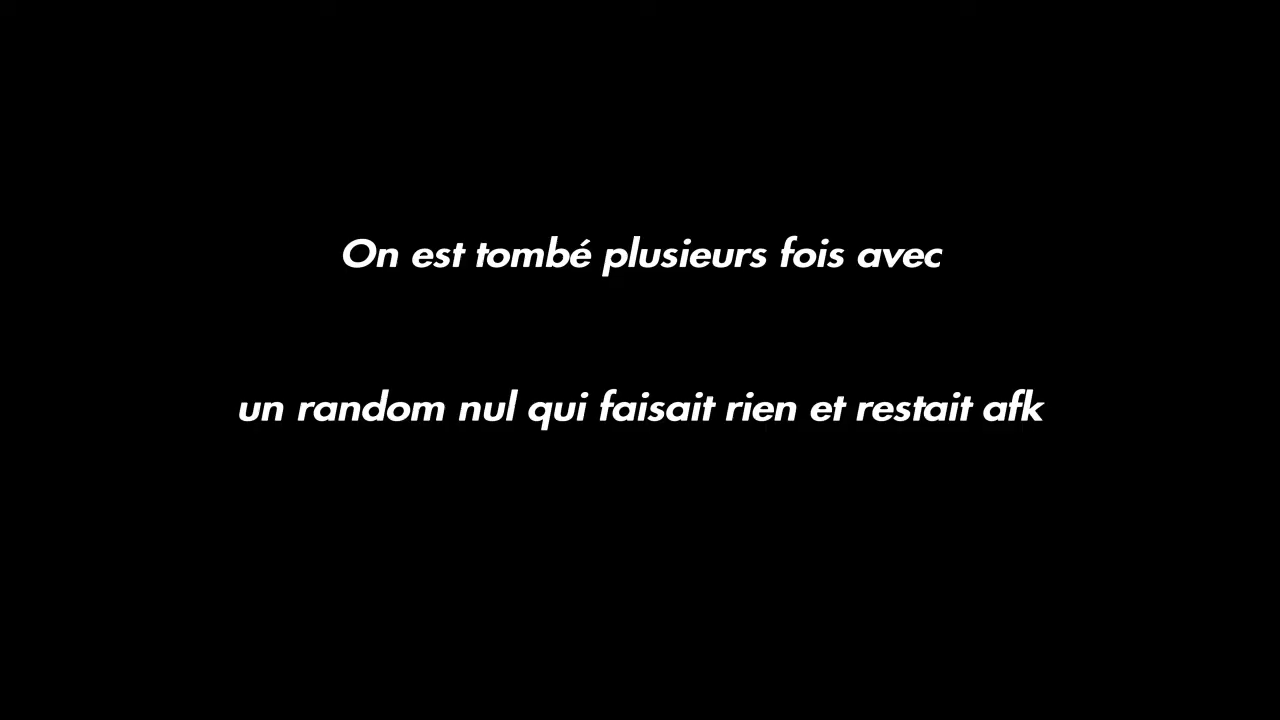 On est tombé plusieurs fois avec
un random nul qui faisait rien et restait afk